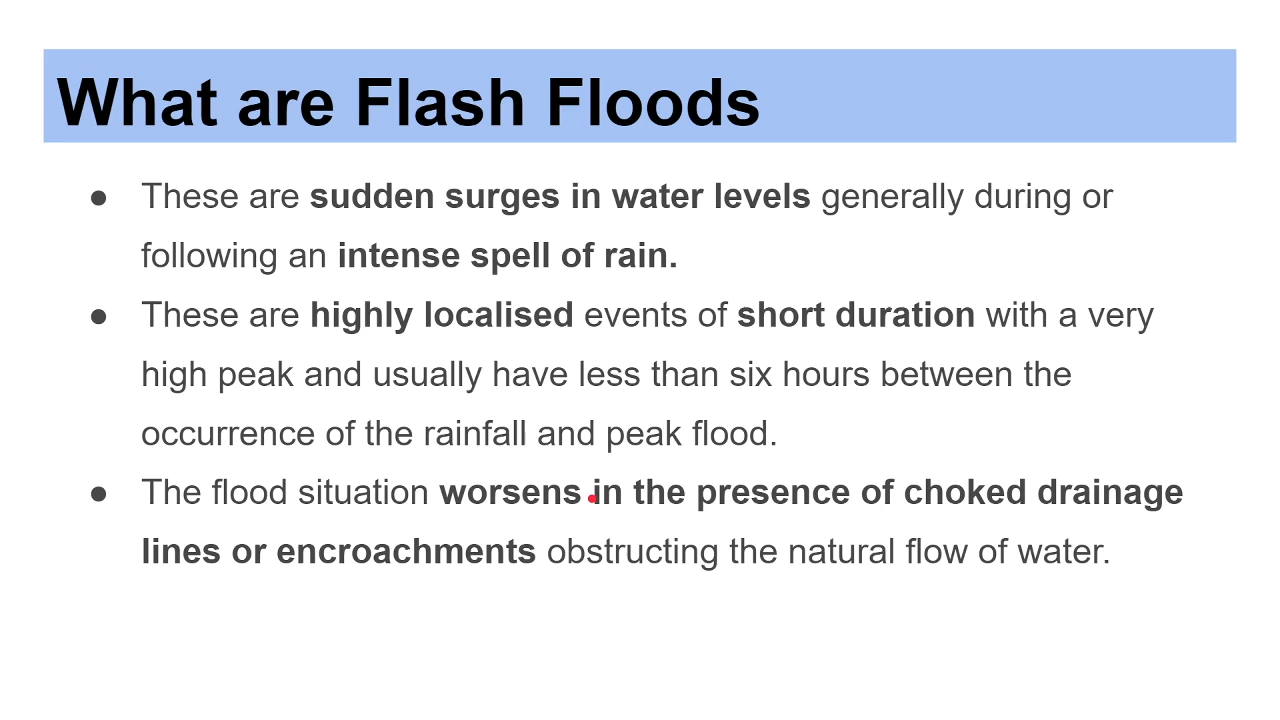 What are Flash Floods
● These are sudden surges in water levels generally during or
following an intense spell of rain.
● These are highly localised events of short duration with a very
high peak and usually have less than six hours between the
occurrence of the rainfall and peak flood.
● The flood situation worsens in the presence of choked drainage
lines or encroachments obstructing the natural flow of water.